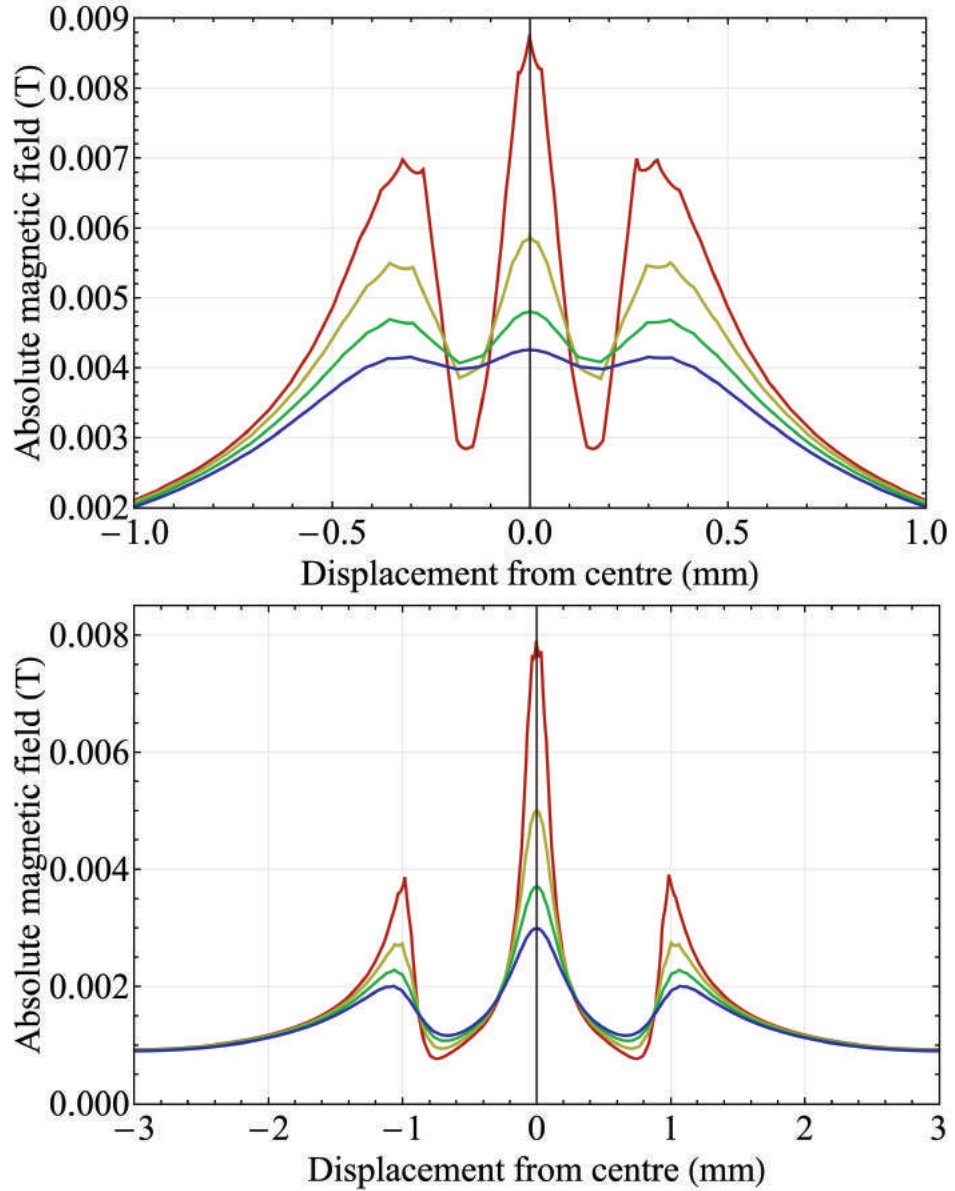 0.009
0.008
0.007
0.006
0.005
0.004
0.003
0.002
Absolute magnetic field (T)
−1.0 −0.5 0.0 0.5 1.0
Displacement from centre (mm)
0.008
0.006
0.004
0.002
0.000
Absolute magnetic field (T)
−3 −2 −1 0 1 2 3
Displacement from centre (mm)